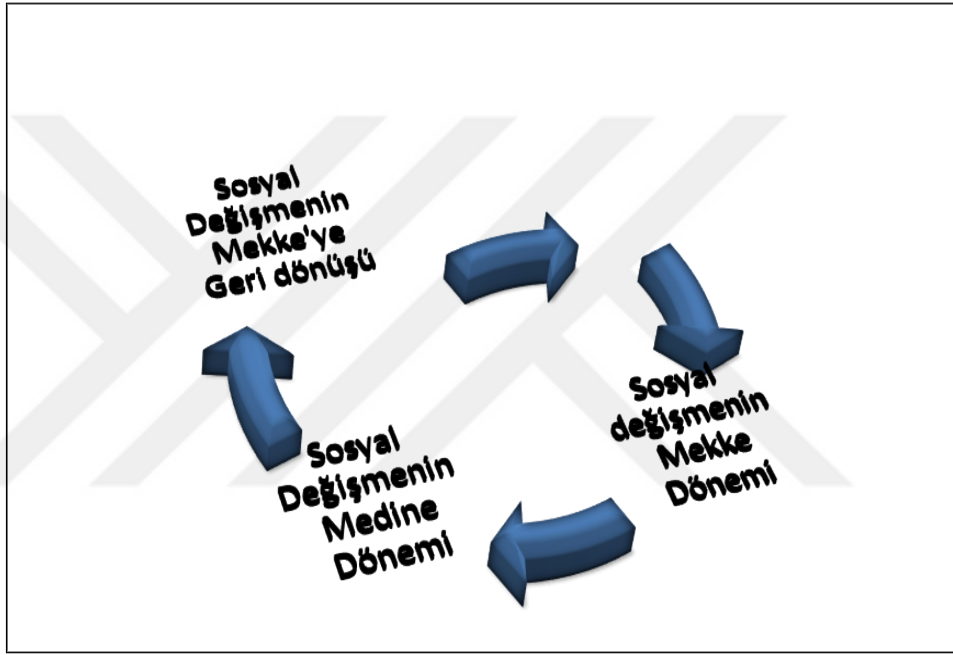 Sosyal
Değişmenin
Mekke'ye
Geri dönüşü
Sosyal
değişmenin
Mekke
Dönemi
Sosyal
Değişmenin
Medine
Dönemi